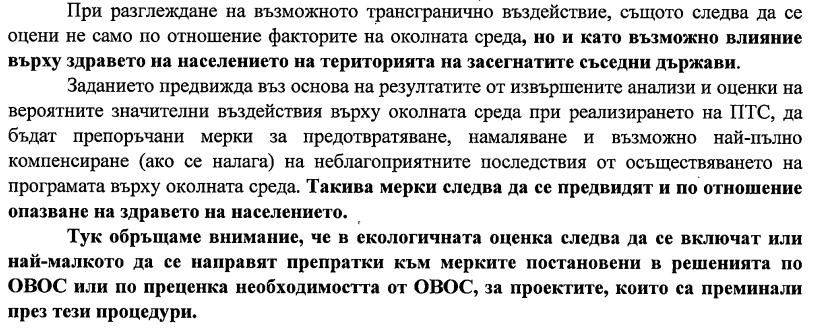 При разглеждане на възможното трансгранично въздействие, същото следва да се
оцени не само по отношение факторите на околната среда, но и като възможно влияние
върху здравето на населението на територията на засегнатите съседни държави.
Заданието предвижда въз основа на резултатите от извършените анализи и оценки на
вероятните значителни въздействия върху околната среда при реализирането на ПТС, да
бъдат препоръчани мерки за предотвратяване, намаляване и възможно най-пълно
компенсиране (ако се налага) на неблагоприятните последствия от осъществяването на
програмата върху околната среда. Такива мерки следва да се предвидят и по отношение
опазване на здравето на населението.
Тук обръщаме внимание, че в екологичната оценка следва да се включат или
най-малкото да се направят препратки към мерките постановени в решенията по
ОВОС или по преценка необходимостта от ОВОС, за проектите, които са преминали
през тези процедури.